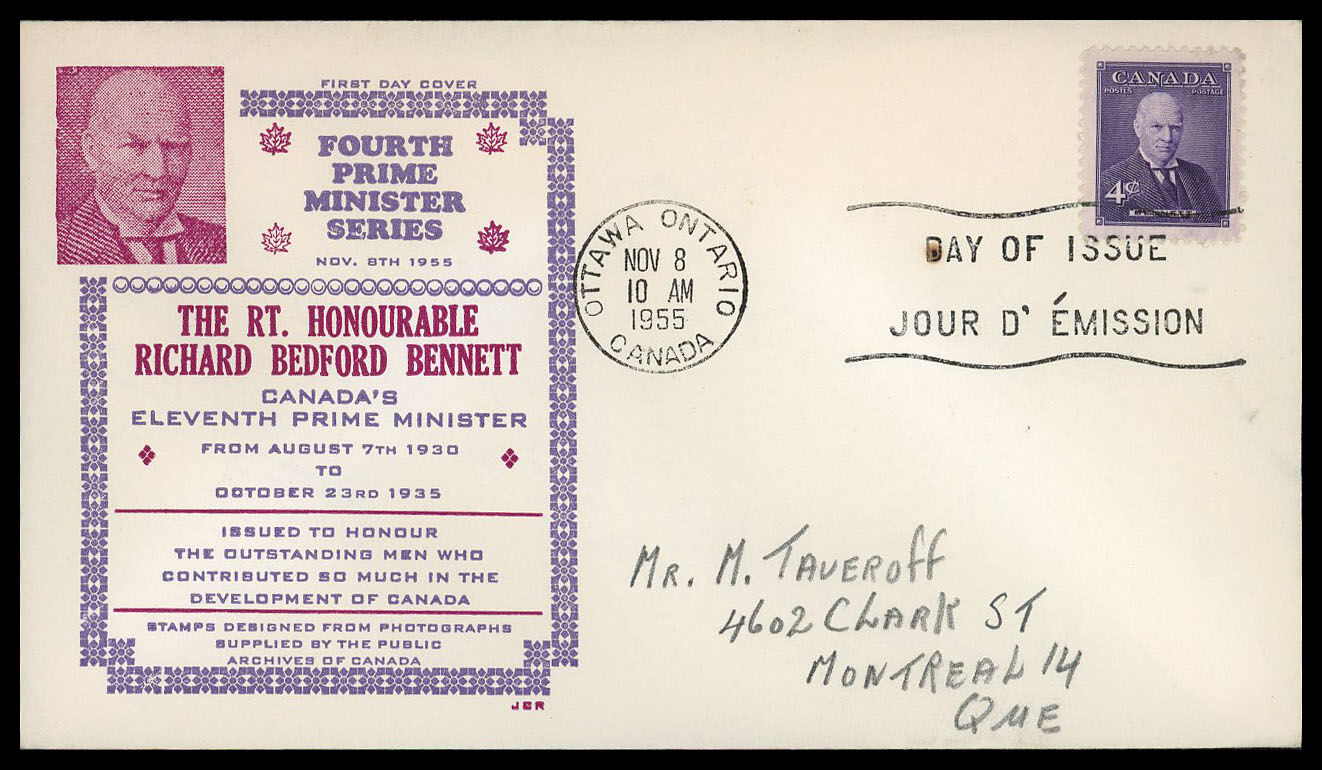 FIRST DAY COVER
FOURTH
PRIME
MINISTER
SERIES
NOV. 8TH 1955
THE RT. HONOURABLE
RICHARD BEDFORD BENNETT
CANADA'S
ELEVENTH PRIME MINISTER
FROM AUGUST 7TH 1930
TO
OCTOBER 23RD 1935
ISSUED TO HONOUR
THE OUTSTANDING MEN WHO
CONTRIBUTED SO MUCH IN THE
DEVELOPMENT OF CANADA
STAMPS DESIGNED FROM PHOTOGRAPHS
SUPPLIED BY THE PUBLIC
ARCHIVES OF CANADA
JCR
OTTAWA ONTARIO
NOV 8
10 AM
1955
CANADA
CANADA
POSTES POSTAGE
4¢
BENNETT
DAY OF ISSUE
JOUR D' ÉMISSION
MR. M. TAVEROFF
4602 CLARK ST
MONTREAL 14
QUE